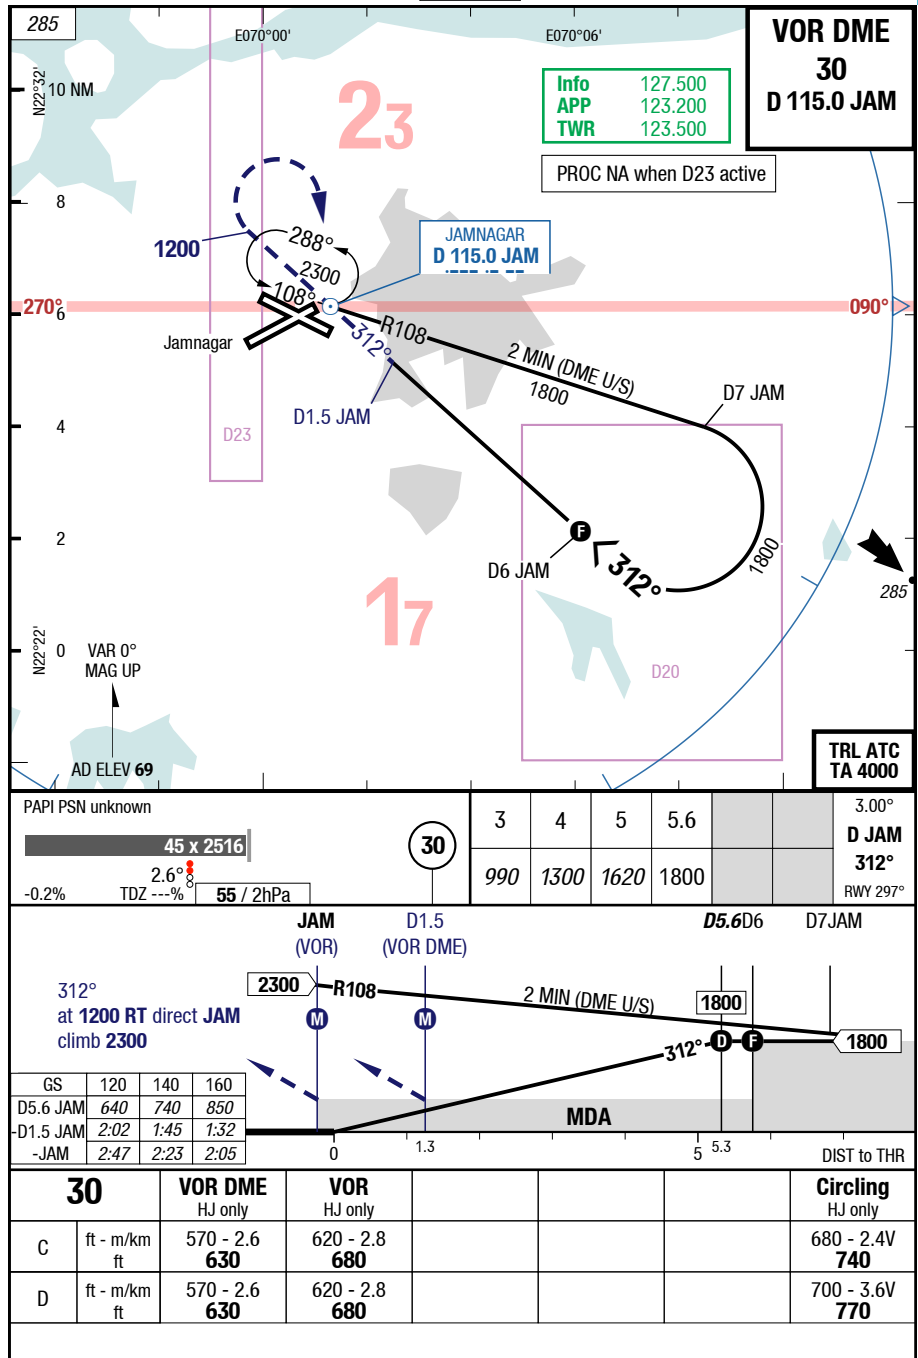 285
E070°00'
E070°06'
VOR DME
30
D 115.0 JAM
N22°32'
10 NM
23
Info 127.500
APP 123.200
TWR 123.500
PROC NA when D23 active
8
1200
288°
2300
108°
JAMNAGAR
D 115.0 JAM
270°
6
090°
Jamnagar
312°
R108
2 MIN (DME U/S)
1800
D7 JAM
D1.5 JAM
4
D23
2
F
D6 JAM
312°
1800
285
17
N22°22'
0
VAR 0°
MAG UP
D20
AD ELEV 69
TRL ATC
TA 4000
PAPI PSN unknown
45 x 2516
2.6°
-0.2% TDZ ---% 55 / 2hPa
30
3 4 5 5.6
990 1300 1620 1800
3.00°
D JAM
312°
RWY 297°
JAM D1.5 D5.6 D6 D7JAM
(VOR) (VOR DME)
2300 R108 2 MIN (DME U/S) 1800
312°
at 1200 RT direct JAM
climb 2300
M M 312° D F 1800
GS 120 140 160
D5.6 JAM 640 740 850
-D1.5 JAM 2:02 1:45 1:32
-JAM 2:47 2:23 2:05
MDA
0 1.3 5 5.3 DIST to THR
30 VOR DME VOR Circling
HJ only HJ only HJ only
C ft - m/km 570 - 2.6 620 - 2.8 680 - 2.4V
ft 630 680 740
D ft - m/km 570 - 2.6 620 - 2.8 700 - 3.6V
ft 630 680 770